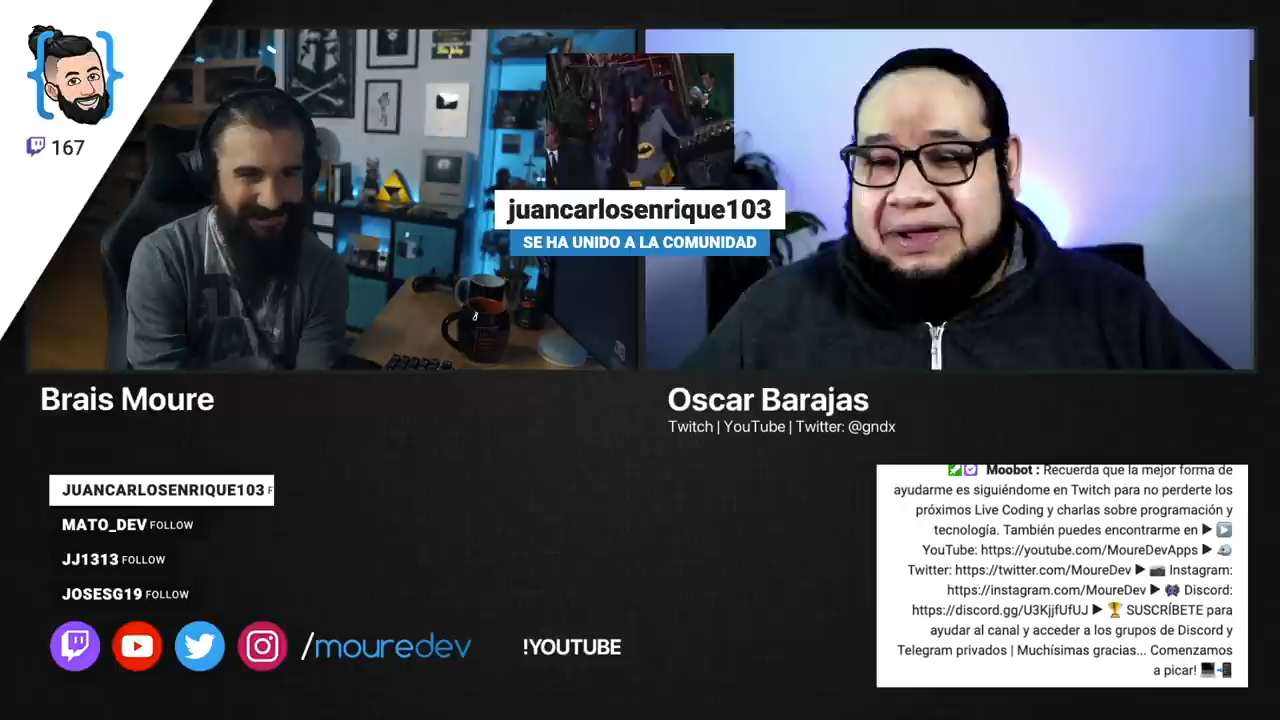 167
juancarlosenrique103
SE HA UNIDO A LA COMUNIDAD
Brais Moure
Oscar Barajas
Twitch | YouTube | Twitter: @gndx
JUANCARLOSENRIQUE103 F
MATO_DEV FOLLOW
JJ1313 FOLLOW
JOSESG19 FOLLOW
/mouredev
!YOUTUBE
Moobot : Recuerda que la mejor forma de
ayudarme es siguiéndome en Twitch para no perderte los
próximos Live Coding y charlas sobre programación y
tecnología. También puedes encontrarme en ▶ ▶️
YouTube: https://youtube.com/MoureDevApps ▶
Twitter: https://twitter.com/MoureDev ▶ 📷 Instagram:
https://instagram.com/MoureDev ▶ 👾 Discord:
https://discord.gg/U3KjjfUfUJ ▶ 🏆 SUSCRÍBETE para
ayudar al canal y acceder a los grupos de Discord y
Telegram privados | Muchísimas gracias... Comenzamos
a picar! 💻📲